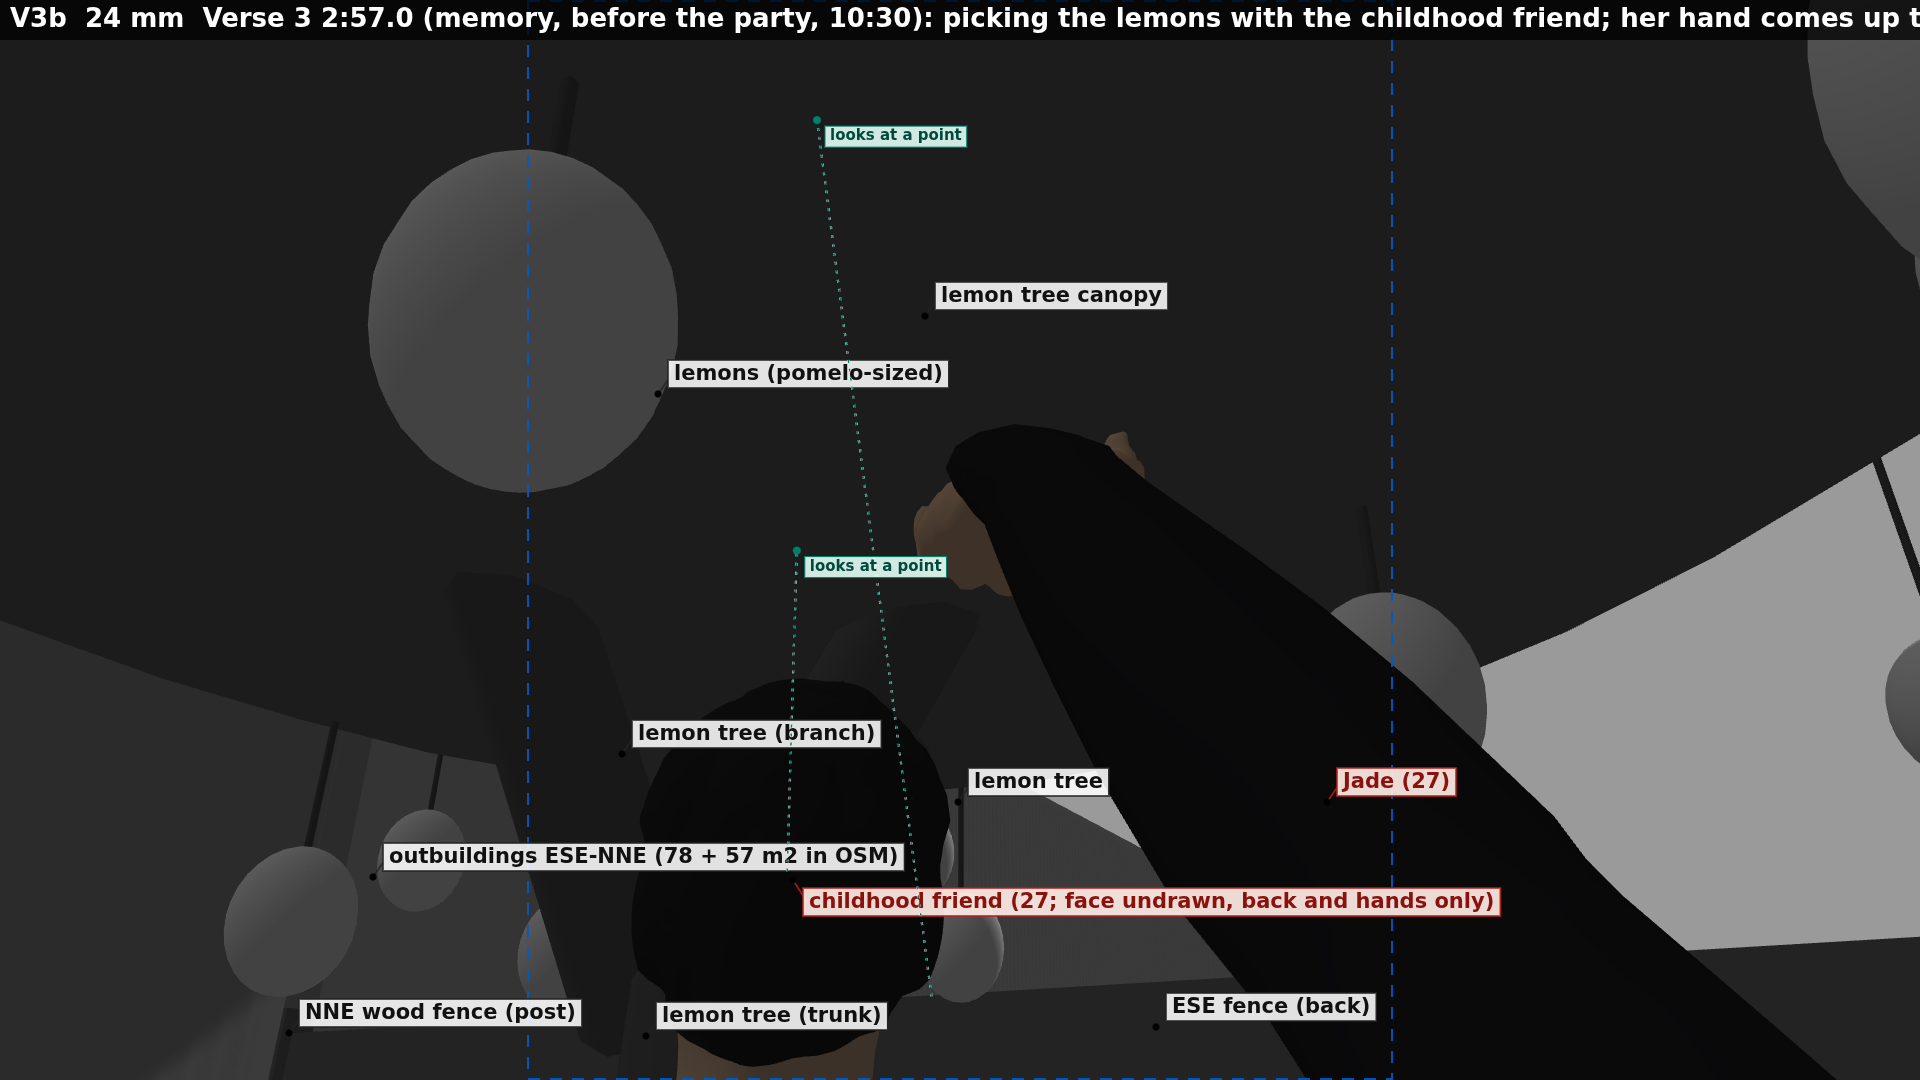 V3b 24 mm Verse 3 2:57.0 (memory, before the party, 10:30): picking the lemons with the childhood friend; her hand comes up
looks at a point
lemon tree canopy
lemons (pomelo-sized)
looks at a point
lemon tree (branch)
lemon tree
Jade (27)
outbuildings ESE-NNE (78 + 57 m2 in OSM)
childhood friend (27; face undrawn, back and hands only)
NNE wood fence (post)
lemon tree (trunk)
ESE fence (back)